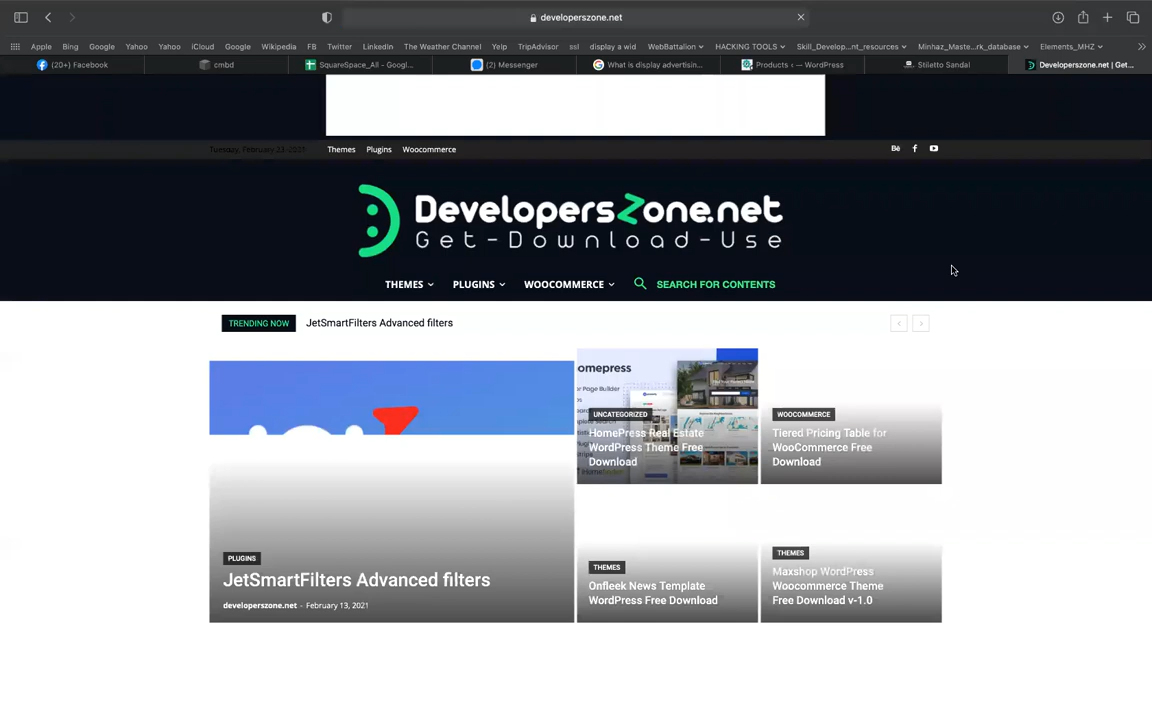 developerszone.net
Apple Bing Google Yahoo Yahoo iCloud Google Wikipedia FB Twitter LinkedIn The Weather Channel Yelp TripAdvisor ssl display a wid WebBattalion HACKING TOOLS Skill_Develop...nt_resources Minhaz_Maste...rk_database Elements_MHZ
(20+) Facebook cmbd SquareSpace_All - Googl... (2) Messenger What is display advertisin... Products ‹ — WordPress Stiletto Sandal Developerszone.net | Get...
Tuesday, February 23, 2021 Themes Plugins Woocommerce
DevelopersZone.net
Get-Download-Use
THEMES PLUGINS WOOCOMMERCE SEARCH FOR CONTENTS
TRENDING NOW JetSmartFilters Advanced filters
omepress
UNCATEGORIZED
HomePress Real Estate
WordPress Theme Free
Download
WOOCOMMERCE
Tiered Pricing Table for
WooCommerce Free
Download
PLUGINS
JetSmartFilters Advanced filters
developerszone.net - February 13, 2021
THEMES
Onfleek News Template
WordPress Free Download
THEMES
Maxshop WordPress
Woocommerce Theme
Free Download v-1.0